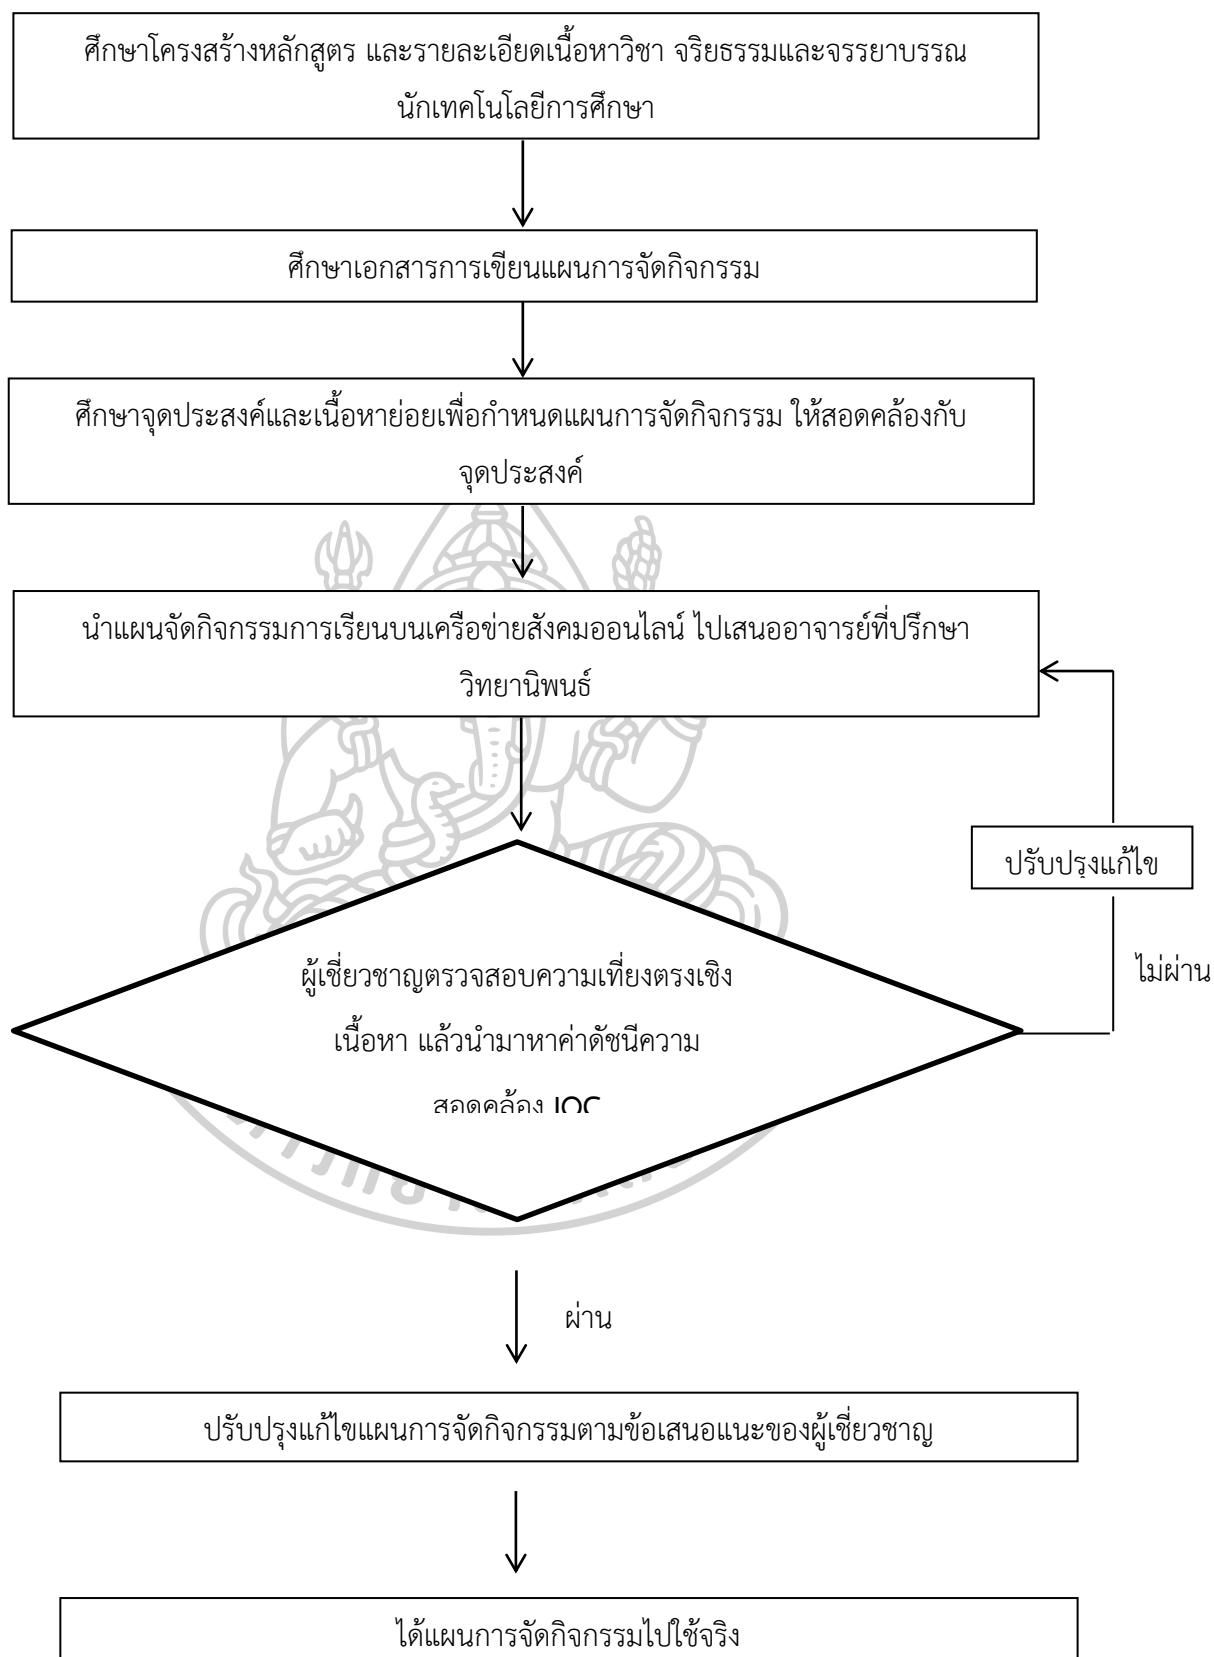 ศึกษาโครงสร้างหลักสูตร และรายละเอียดเนื้อหาวิชา จริยธรรมและจรรยาบรรณ
นักเทคโนโลยีการศึกษา
ศึกษาเอกสารการเขียนแผนการจัดกิจกรรม
ศึกษาจุดประสงค์และเนื้อหาย่อยเพื่อกำหนดแผนการจัดกิจกรรม ให้สอดคล้องกับ
จุดประสงค์
นำแผนจัดกิจกรรมการเรียนบนเครือข่ายสังคมออนไลน์ ไปเสนออาจารย์ที่ปรึกษา
วิทยานิพนธ์
ปรับปรุงแก้ไข
ไม่ผ่าน
ผู้เชี่ยวชาญตรวจสอบความเที่ยงตรงเชิง
เนื้อหา แล้วนำมาหาค่าดัชนีความ
สอดคล้อง IOC
ผ่าน
ปรับปรุงแก้ไขแผนการจัดกิจกรรมตามข้อเสนอแนะของผู้เชี่ยวชาญ
ได้แผนการจัดกิจกรรมไปใช้จริง